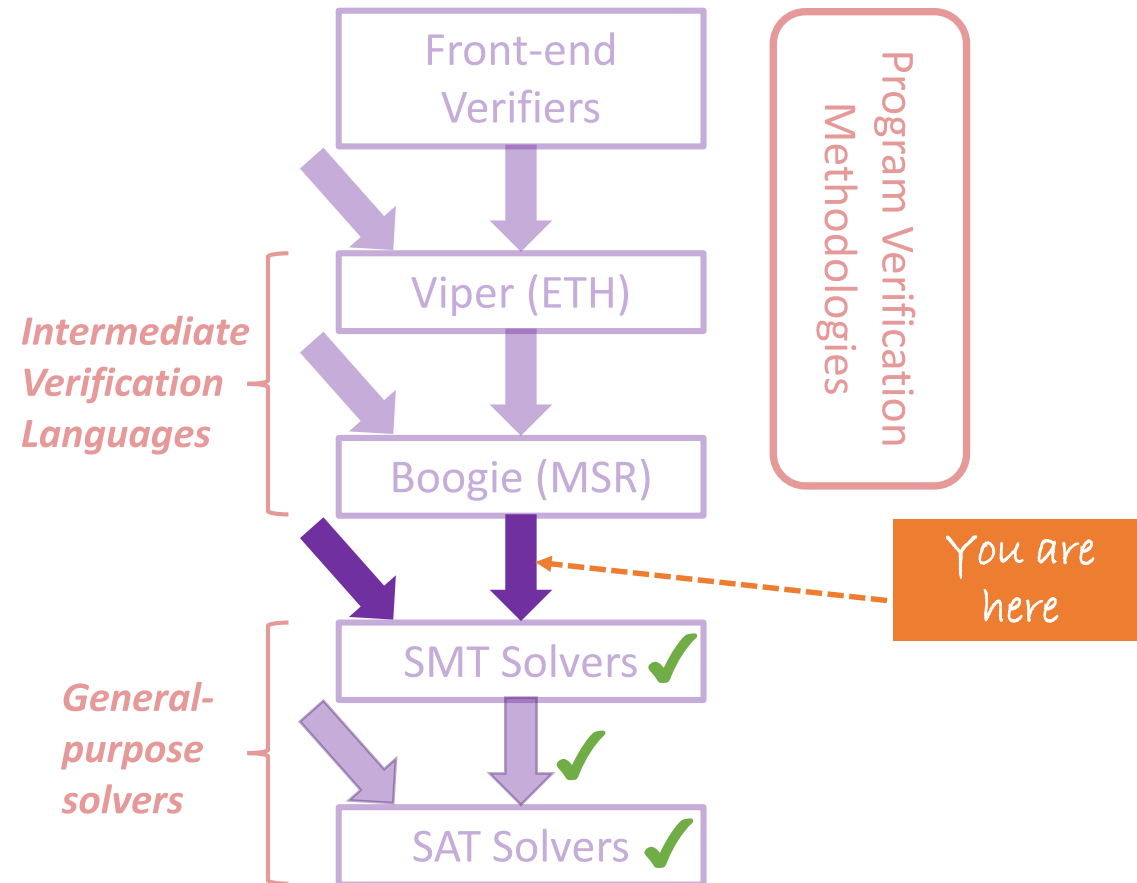 Front-end
Verifiers
Program Verification
Methodologies
Viper (ETH)
Intermediate
Verification
Languages
Boogie (MSR)
You are
here
SMT Solvers
General-
purpose
solvers
SAT Solvers